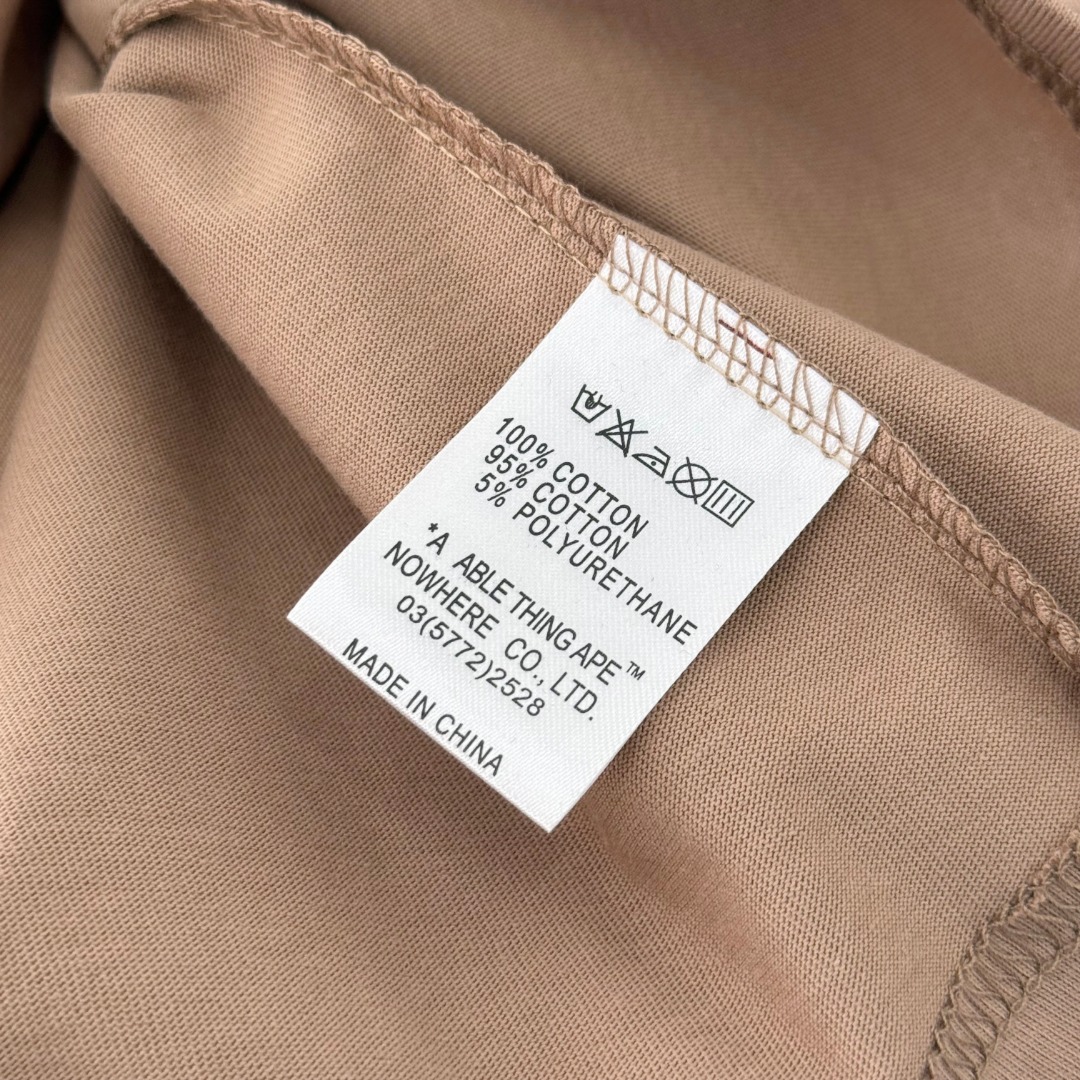 100% COTTON
95% COTTON
5% POLYURETHANE
*A ABLE THING APE™
NOWHERE CO., LTD.
03(5772)2528
MADE IN CHINA